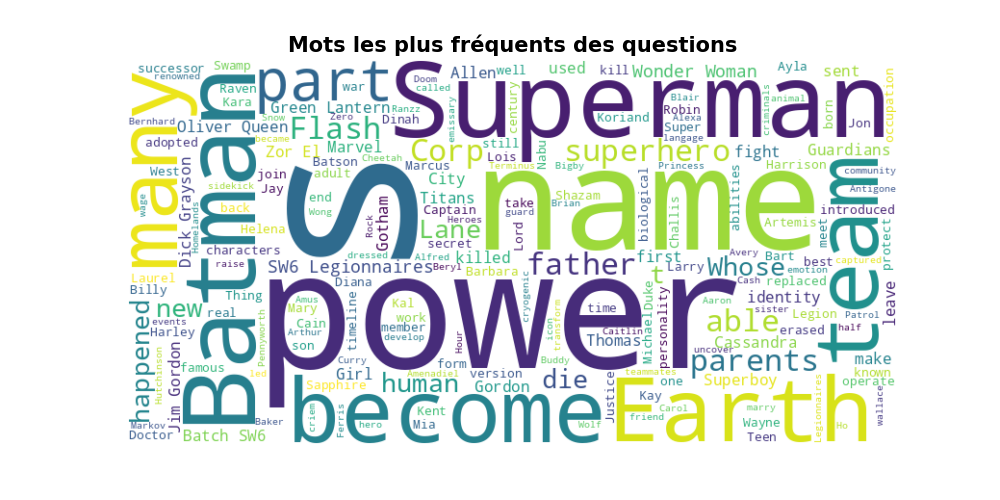 Mots les plus fréquents des questions
successor
renowned
Swamp
Raven
Kara
part
war
Doom
called
Allen
well
used
kill
Wonder Woman
Ayla
sent
many
Batman
Superman
Green Lantern
Snow
Zero
Ranzz
Dinah
emissary
century
Koriand
Robin
Super
Blair
Alexa
langage
criminals
animal
born
Jon
occupation
Bernhard
adopted
Oliver Queen
became
Flash
Marvel
Zor El
Batson
Cheetah
adult
Corp
still
Lois
Marcus
Terminus
Nabu
superhero
Bigby
fight
Princess
Guardians
community
West
Dick Grayson
sidekick
join
Jay
end
Wong
Rock
Gotham
dressed
S
City
Titans
Captain
Heroes
Lane
secret
Alfred
Beryl
take
guard
Lord
name
Shazam
Brian
biological
Challis
abilities
Harrison
Artemis
team
Antigone
introduced
meet
protect
wage
Homelands
back
Helena
characters
raise
Laurel
Billy
Thing
real
events
Harley
SW6 Legionnaires
Diana
Barbara
killed
father
first
t
Larry
Whose
Avery
Cash
emotion
Bart
replaced
best
captured
Legion
Patrol
leave
happened
new
Jim Gordon
Hutchinson
famous
Pennyworth
led
Amus
Mary
Cain
Arthur
son
timeline
Kal
work
member
develop
power
Hour
cryogenic
icon
transform
time
Caitlin
Thomas
Michael
Duke
personality
Aaron
sister
uncover
identity
able
erased
Cassandra
half
parents
make
known
operate
Markov
Doctor
Batch SW6
Baker
Sapphire
Girl
criem
Ferris
Curry
form
Amenadiel
version
human
Kent
Mia
hero
Gordon
become
Buddy
die
teammates
Wolf
Justice
one
Kay
friend
Carol
Superboy
marry
Wayne
Teen
Earth
Legionnaires
Ho
wallace